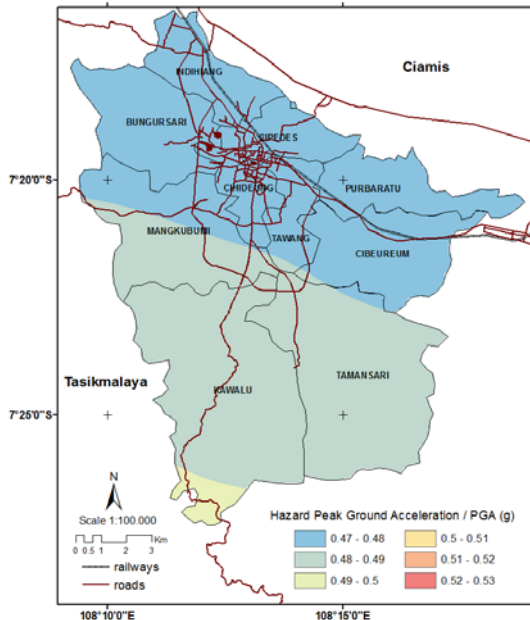 Ciamis
INDIHIANG
BUNGURSARI
CIPEDES
7°20'0"S
CHIDEUNG
PURBARATU
MANGKUBUMI
TAWANG
CIBEUREUM
Tasikmalaya
KAWALU
TAMANSARI
7°25'0"S
N
Scale 1:100.000
0 0.5 1 2 3 Km
railways
roads
Hazard Peak Ground Acceleration / PGA (g)
0.47 - 0.48
0.5 - 0.51
0.48 - 0.49
0.51 - 0.52
0.49 - 0.5
0.52 - 0.53
108°10'0"E
108°15'0"E